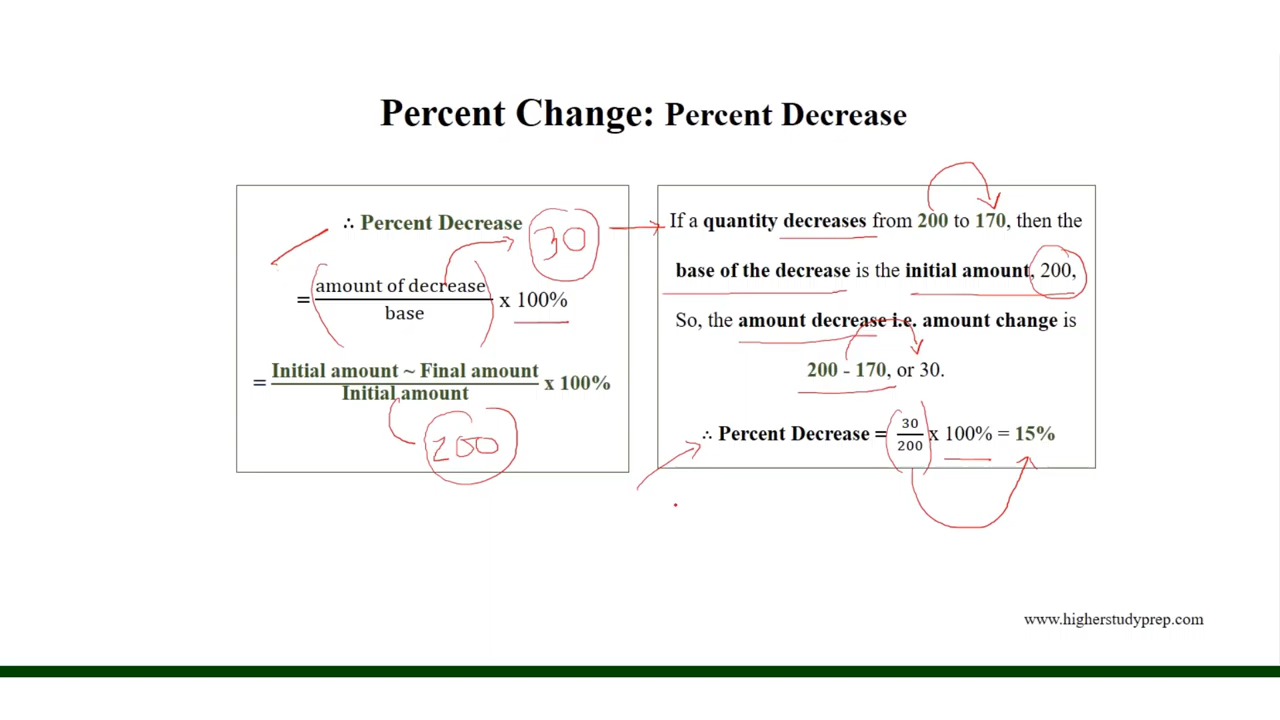 Percent Change: Percent Decrease
∴ Percent Decrease
30
= amount of decrease / base x 100%
= Initial amount ~ Final amount / Initial amount x 100%
200
If a quantity decreases from 200 to 170, then the
base of the decrease is the initial amount, 200,
So, the amount decrease i.e. amount change is
200 - 170, or 30.
∴ Percent Decrease = 30 / 200 x 100% = 15%
www.higherstudyprep.com